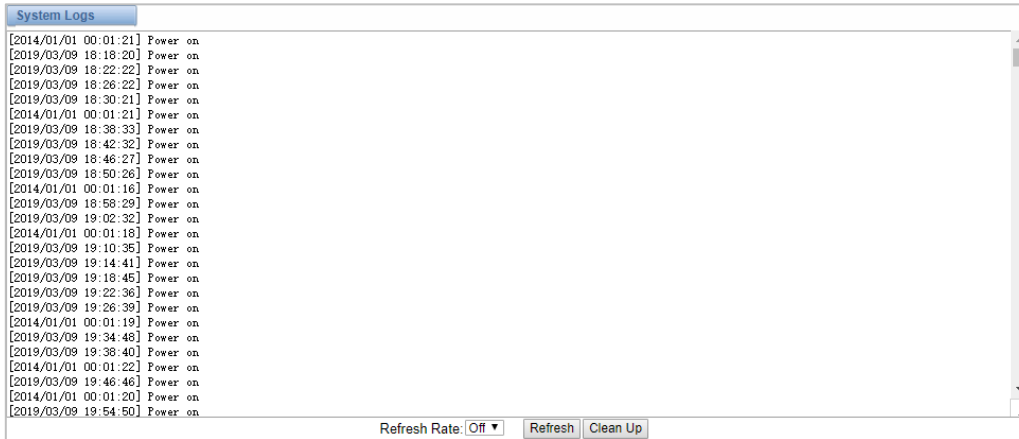 System Logs
[2014/01/01 00:01:21] Power on
[2019/03/09 18:18:20] Power on
[2019/03/09 18:22:22] Power on
[2019/03/09 18:26:22] Power on
[2019/03/09 18:30:21] Power on
[2014/01/01 00:01:21] Power on
[2019/03/09 18:38:33] Power on
[2019/03/09 18:42:32] Power on
[2019/03/09 18:46:27] Power on
[2019/03/09 18:50:26] Power on
[2014/01/01 00:01:16] Power on
[2019/03/09 18:58:29] Power on
[2019/03/09 19:02:32] Power on
[2014/01/01 00:01:18] Power on
[2019/03/09 19:10:35] Power on
[2019/03/09 19:14:41] Power on
[2019/03/09 19:18:45] Power on
[2019/03/09 19:22:36] Power on
[2019/03/09 19:26:39] Power on
[2014/01/01 00:01:19] Power on
[2019/03/09 19:34:48] Power on
[2019/03/09 19:38:40] Power on
[2014/01/01 00:01:22] Power on
[2019/03/09 19:46:46] Power on
[2014/01/01 00:01:20] Power on
[2019/03/09 19:54:50] Power on
Refresh Rate: Off Refresh Clean Up